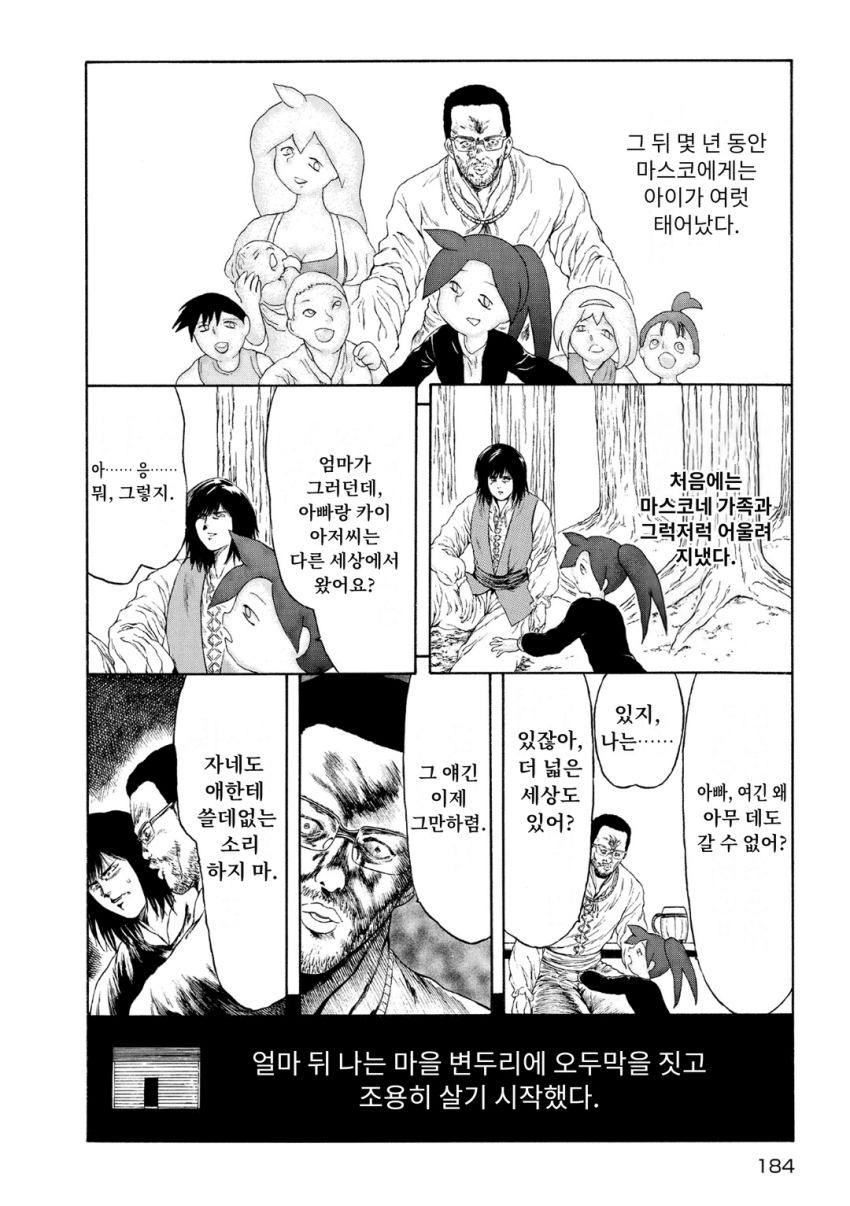 그 뒤 몇 년 동안
마스코에게는
아이가 여럿
태어났다.
처음에는
마스코네 가족과
그럭저럭 어울려
지냈다.
엄마가
그러던데,
아빠랑 카이
아저씨는
다른 세상에서
왔어요?
아…… 응……
뭐, 그렇지.
아빠, 여긴 왜
아무 데도
갈 수 없어?
있지,
나는……
있잖아,
더 넓은
세상도
있어?
그 얘긴
이제
그만하렴.
자네도
애한테
쓸데없는
소리
하지 마.
얼마 뒤 나는 마을 변두리에 오두막을 짓고
조용히 살기 시작했다.
184